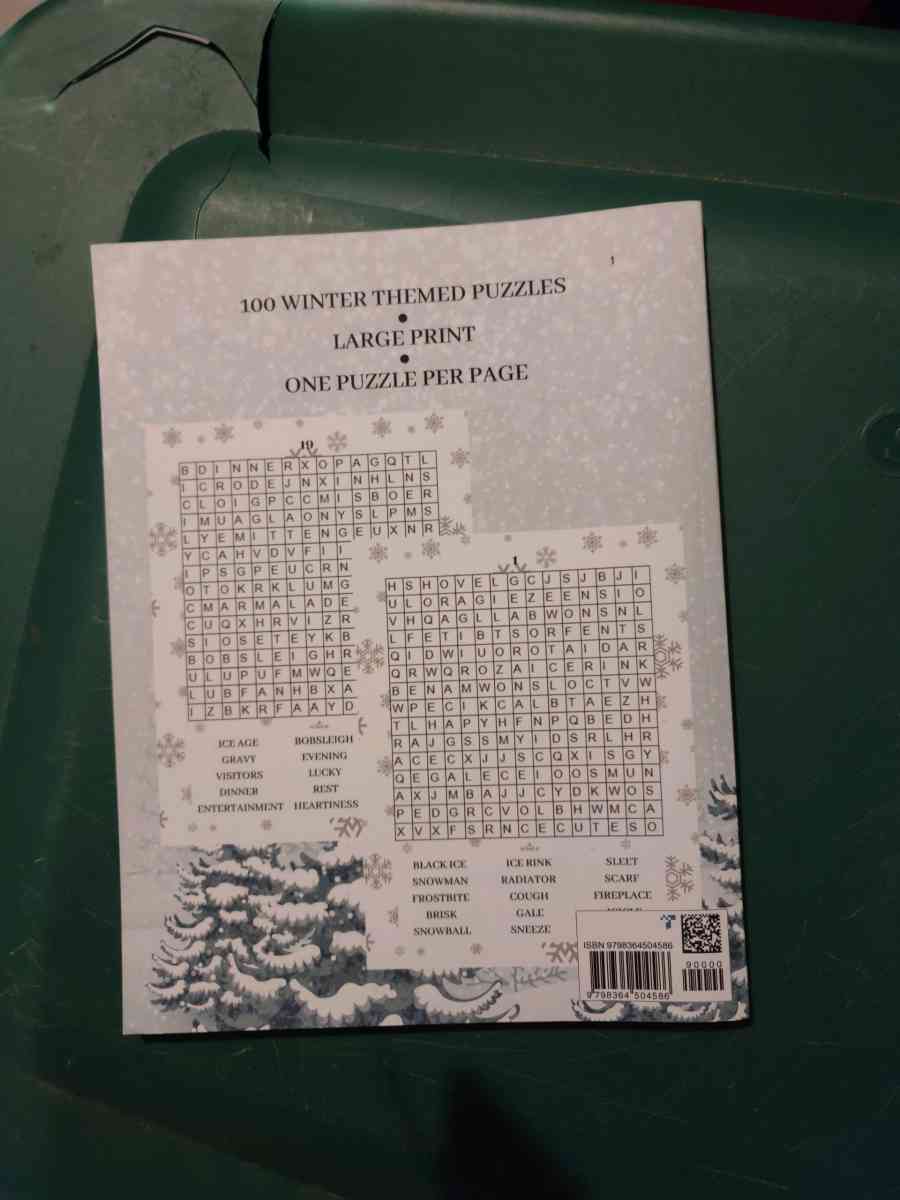 1
100 WINTER THEMED PUZZLES
LARGE PRINT
ONE PUZZLE PER PAGE
19
B D I N N E R X O P A G Q T L
I C R O D E J N X I N H L N S
C L O I G P C C M I S B O E R
I M U A G L A O N Y S L P M S
L Y E M I T T E N G E U X N R
Y C A H V D V F I I
I P S G P E U C R N
O T O K R K L U M G
C M A R M A L A D E
C U Q X H R V I Z R
S I O S E T E Y K B
B O B S L E I G H R
U L U P U F M W Q E
L U B F A N H B X A
I Z B K R F A A Y D
ICE AGE BOBSLEIGH
GRAVY EVENING
VISITORS LUCKY
DINNER REST
ENTERTAINMENT HEARTINESS
1
H S H O V E L G C J S J B J I
U L O R A G I E Z E E N S I O
V H Q A G L L A B W O N S N L
L F E T I B T S O R F E N T S
Q I D W I U O R O T A I D A R
Q R W Q R O Z A I C E R I N K
B E N A M W O N S L O C T V W
W P E C I K C A L B T A E Z H
T L H A P Y H F N P Q B E D H
R A J G S S M Y I D S R L H R
A C E C X J J S C Q X I S G Y
Q E G A L E C E I O O S M U N
A X J M B A J J C Y D K W O S
P E D G R C V O L B H W M C A
X V X F S R N C E C U T E S O
BLACK ICE ICE RINK SLEET
SNOWMAN RADIATOR SCARF
FROSTBITE COUGH FIREPLACE
BRISK GALE
SNOWBALL SNEEZE
ISBN 9798364504586
90000
9 798364 504586